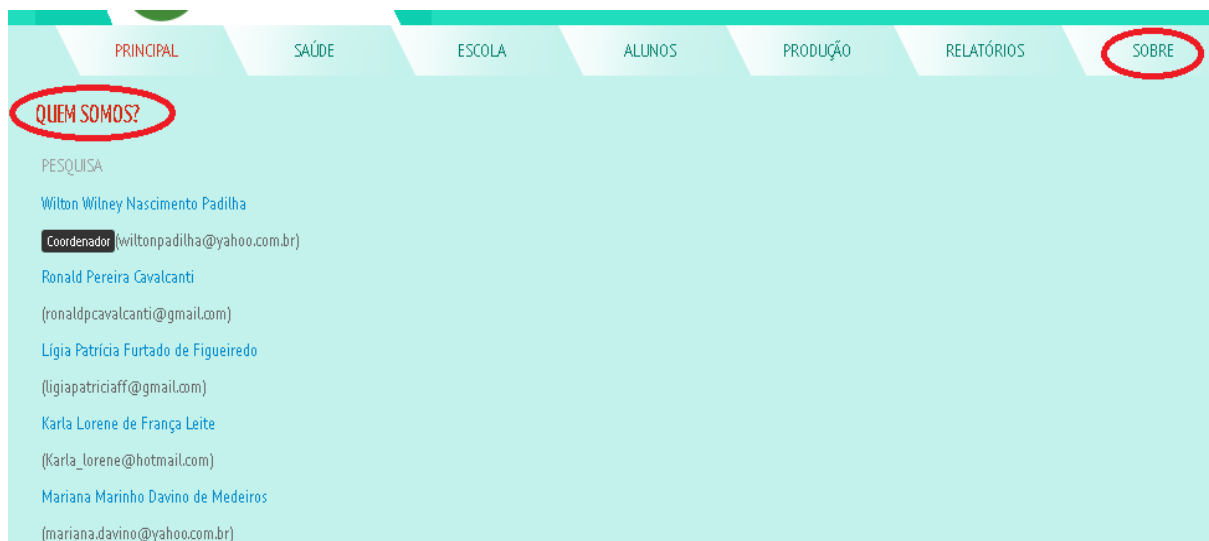 PRINCIPAL SAÚDE ESCOLA ALUNOS PRODUÇÃO RELATÓRIOS SOBRE
QUEM SOMOS?
PESQUISA
Wilton Wilney Nascimento Padilha
Coordenador (wiltonpadilha@yahoo.com.br)
Ronald Pereira Cavalcanti
(ronaldpcavalcanti@gmail.com)
Lígia Patrícia Furtado de Figueiredo
(ligiapatriciaff@gmail.com)
Karla Lorene de França Leite
(Karla_lorene@hotmail.com)
Mariana Marinho Davino de Medeiros
(mariana.davino@yahoo.com.br)